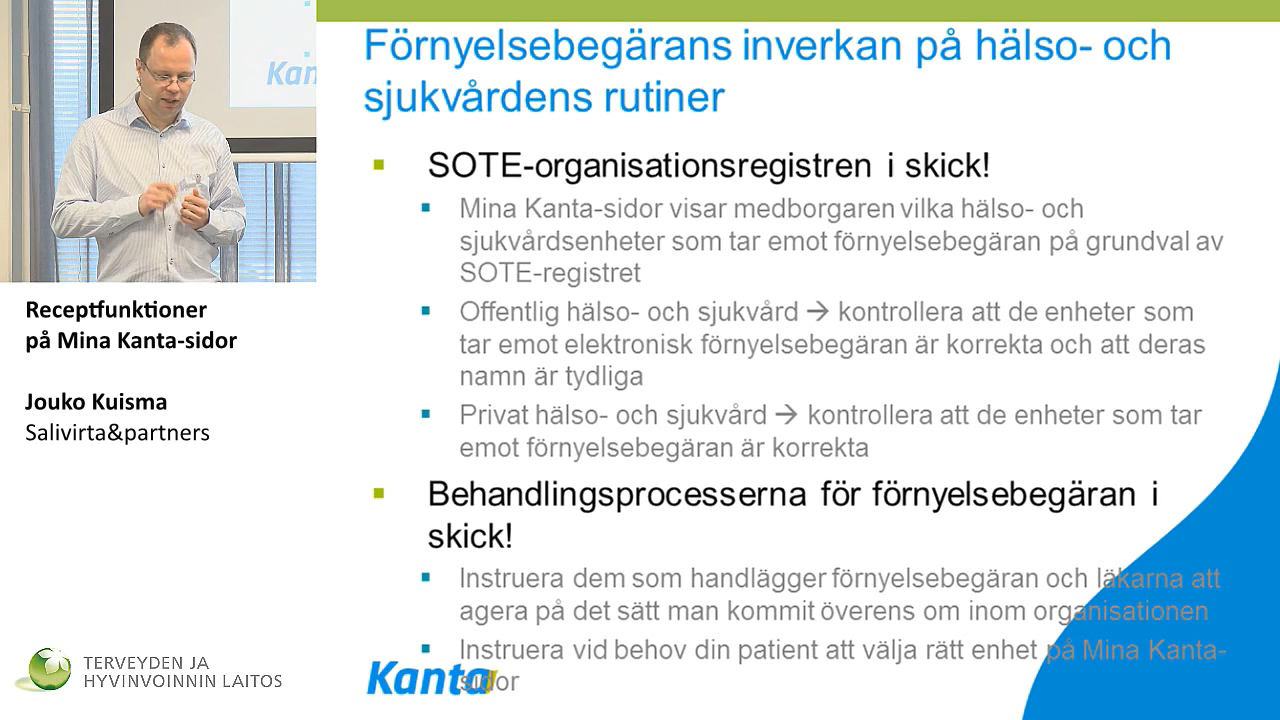 Kan
Receptfunktioner
på Mina Kanta-sidor
Jouko Kuisma
Salivirta&partners
TERVEYDEN JA
HYVINVOINNIN LAITOS
Förnyelsebegärans inverkan på hälso- och
sjukvårdens rutiner
SOTE-organisationsregistren i skick!
Mina Kanta-sidor visar medborgaren vilka hälso- och
sjukvårdsenheter som tar emot förnyelsebegäran på grundval av
SOTE-registret
Offentlig hälso- och sjukvård → kontrollera att de enheter som
tar emot elektronisk förnyelsebegäran är korrekta och att deras
namn är tydliga
Privat hälso- och sjukvård → kontrollera att de enheter som tar
emot förnyelsebegäran är korrekta
Behandlingsprocesserna för förnyelsebegäran i
skick!
Instruera dem som handlägger förnyelsebegäran och läkarna att
agera på det sätt man kommit överens om inom organisationen
Instruera vid behov din patient att välja rätt enhet på Mina Kanta-
sidor
Kanta